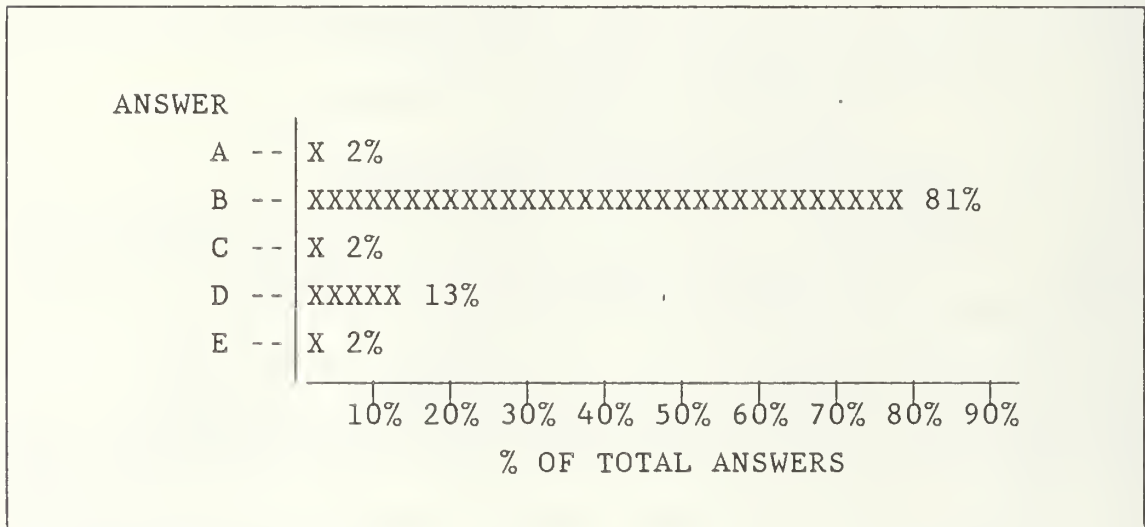 ANSWER
A -- X 2%
B -- XXXXXXXXXXXXXXXXXXXXXXXXXXXXXXX 81%
C -- X 2%
D -- XXXXX 13%
E -- X 2%
10% 20% 30% 40% 50% 60% 70% 80% 90%
% OF TOTAL ANSWERS